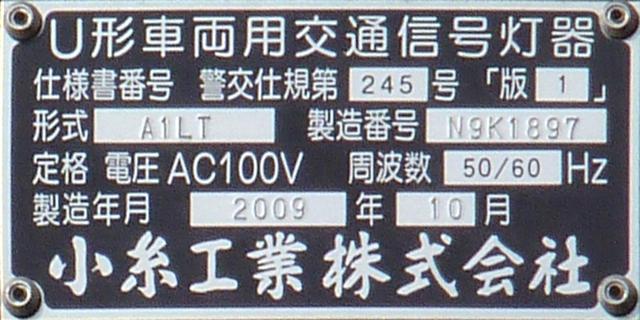 U形車両用交通信号灯器
仕様書番号 警交仕規第 245 号 「版 1 」
形式 A1LT 製造番号 N9K1897
定格 電圧 AC100V 周波数 50/60 Hz
製造年月 2009 年 10 月
小糸工業株式会社